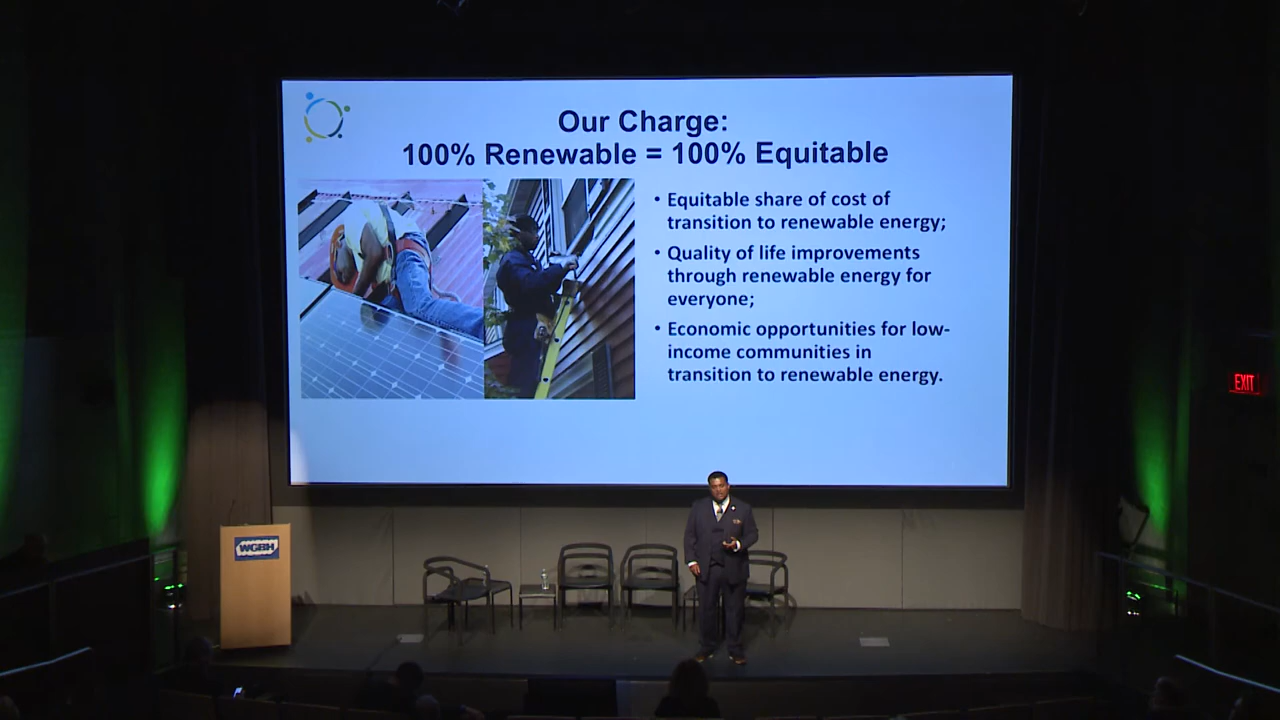 Our Charge:
100% Renewable = 100% Equitable
• Equitable share of cost of
transition to renewable energy;
• Quality of life improvements
through renewable energy for
everyone;
• Economic opportunities for low-
income communities in
transition to renewable energy.
EXIT
WGBH